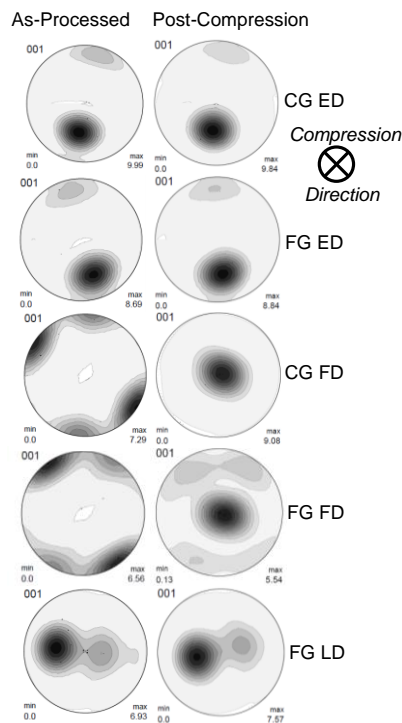 As-Processed Post-Compression
001 001
CG ED
min max min max
0.0 9.99 0.0 9.84
Compression
Direction
001 001
FG ED
min max min max
0.0 8.69 0.0 8.84
001 001
CG FD
min max min max
0.0 7.29 0.0 9.08
001 001
FG FD
min max min max
0.0 6.56 0.13 5.54
001 001
FG LD
min max min max
0.0 6.93 0.0 7.57